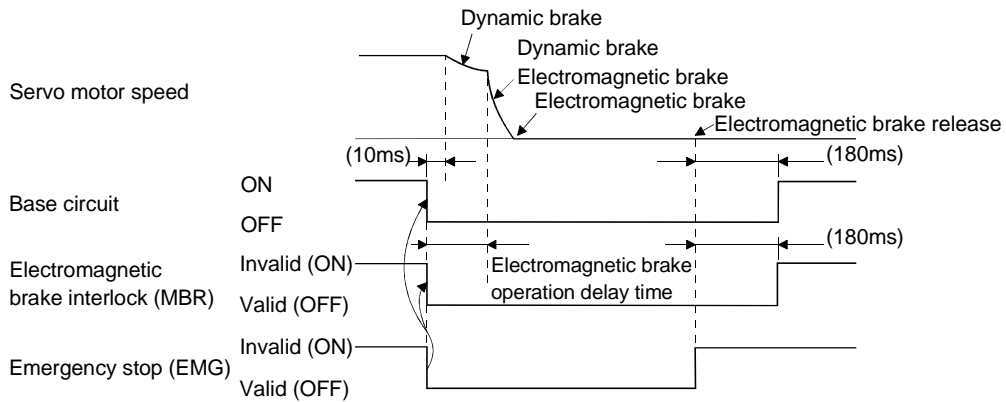 Dynamic brake
Dynamic brake
Electromagnetic brake
Electromagnetic brake
Servo motor speed
Electromagnetic brake release
(10ms)
(180ms)
Base circuit
ON
OFF
(180ms)
Electromagnetic
brake interlock (MBR)
Invalid (ON)
Valid (OFF)
Electromagnetic brake
operation delay time
Emergency stop (EMG)
Invalid (ON)
Valid (OFF)